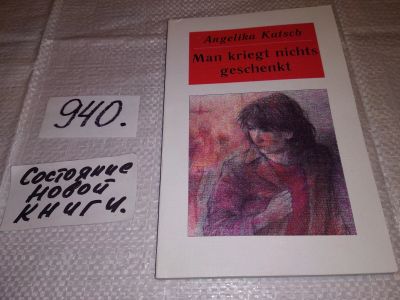 Angelika Kutsch
Man kriegt nichts
geschenkt
940.
Состояние
новой
книги.